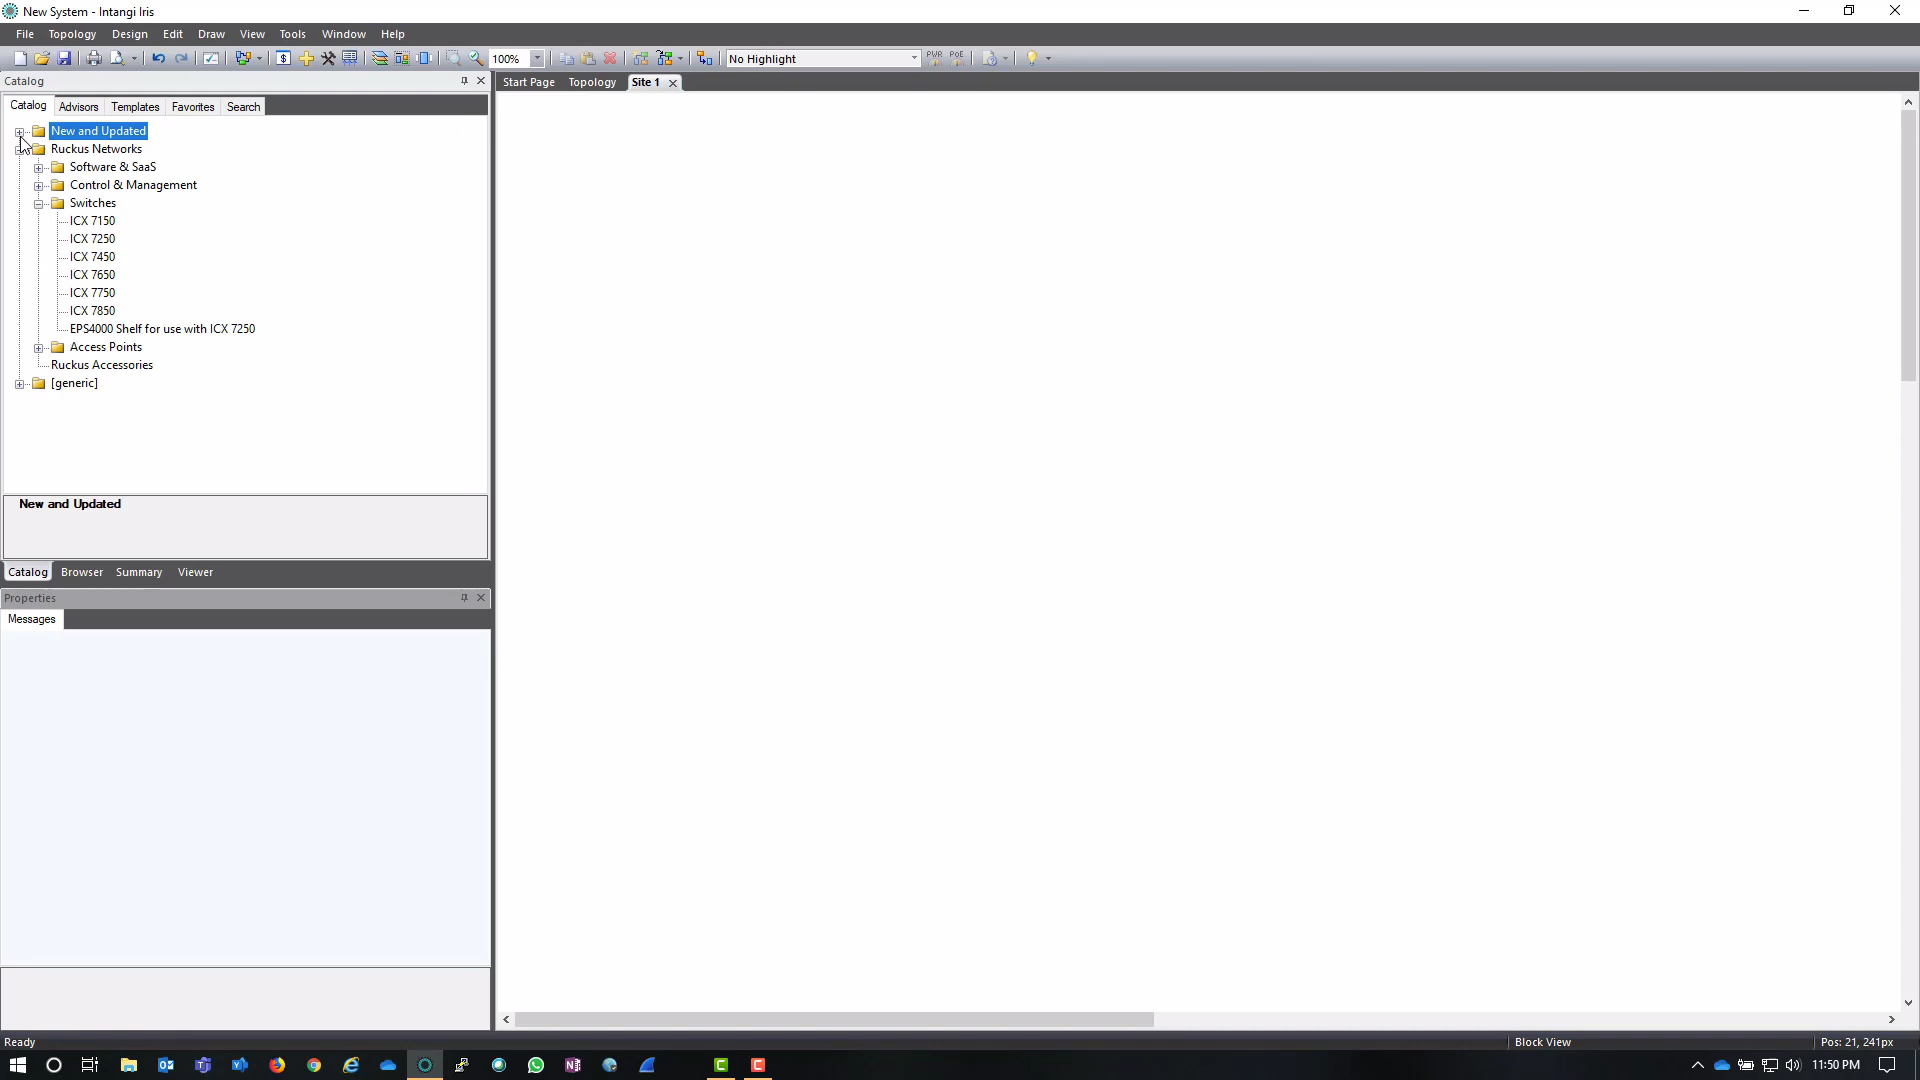 New System - Intangi Iris
File Topology Design Edit Draw View Tools Window Help
100% No Highlight PWR PoE
Catalog
Start Page Topology Site 1
Catalog Advisors Templates Favorites Search
New and Updated
Ruckus Networks
Software & SaaS
Control & Management
Switches
ICX 7150
ICX 7250
ICX 7450
ICX 7650
ICX 7750
ICX 7850
EPS4000 Shelf for use with ICX 7250
Access Points
Ruckus Accessories
[generic]
New and Updated
Catalog Browser Summary Viewer
Properties
Messages
Ready Block View Pos: 21, 241px
11:50 PM